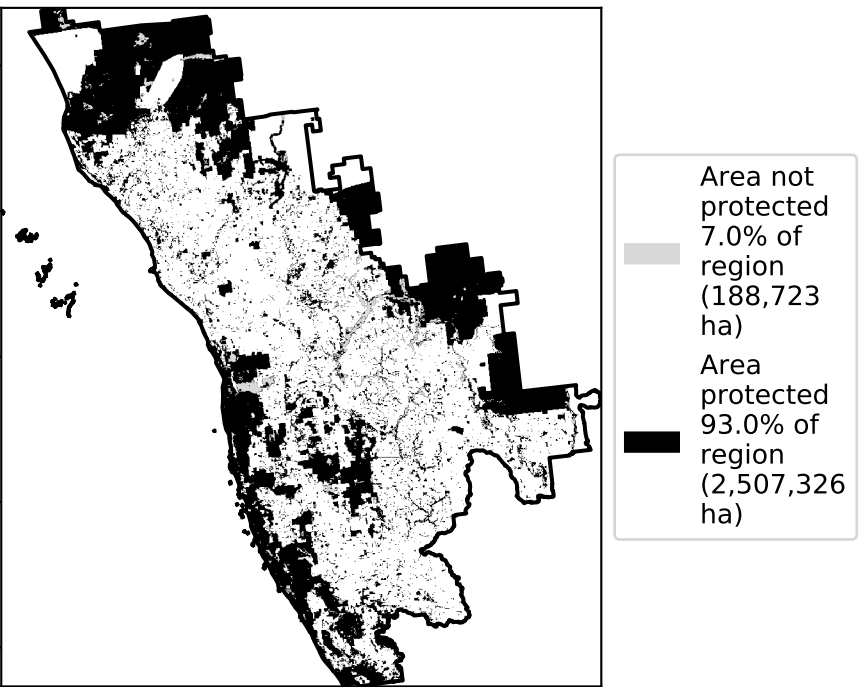 Area not
protected
7.0% of
region
(188,723
ha)
Area
protected
93.0% of
region
(2,507,326
ha)